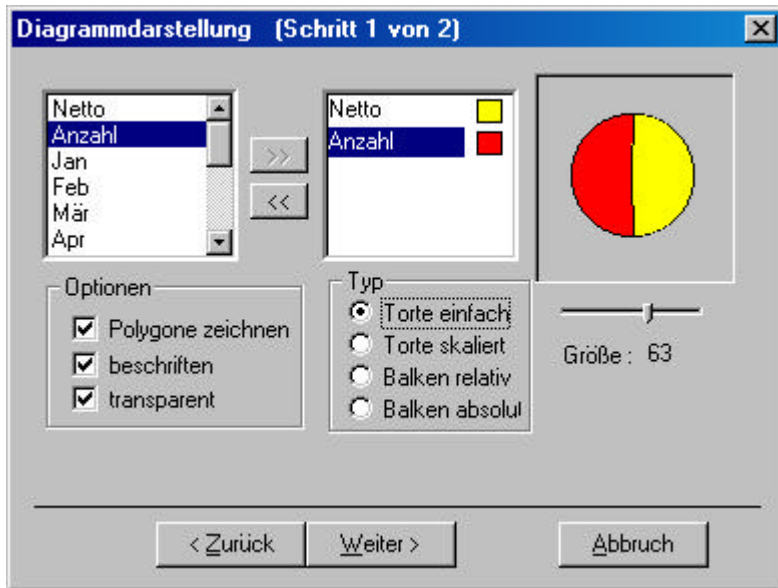 Diagrammdarstellung (Schritt 1 von 2)
Netto
Anzahl
Jan
Feb
Mär
Apr
>>
<<
Netto
Anzahl
Optionen
Polygone zeichnen
beschriften
transparent
Typ
Torte einfach
Torte skaliert
Balken relativ
Balken absolut
Größe : 63
< Zurück
Weiter >
Abbruch